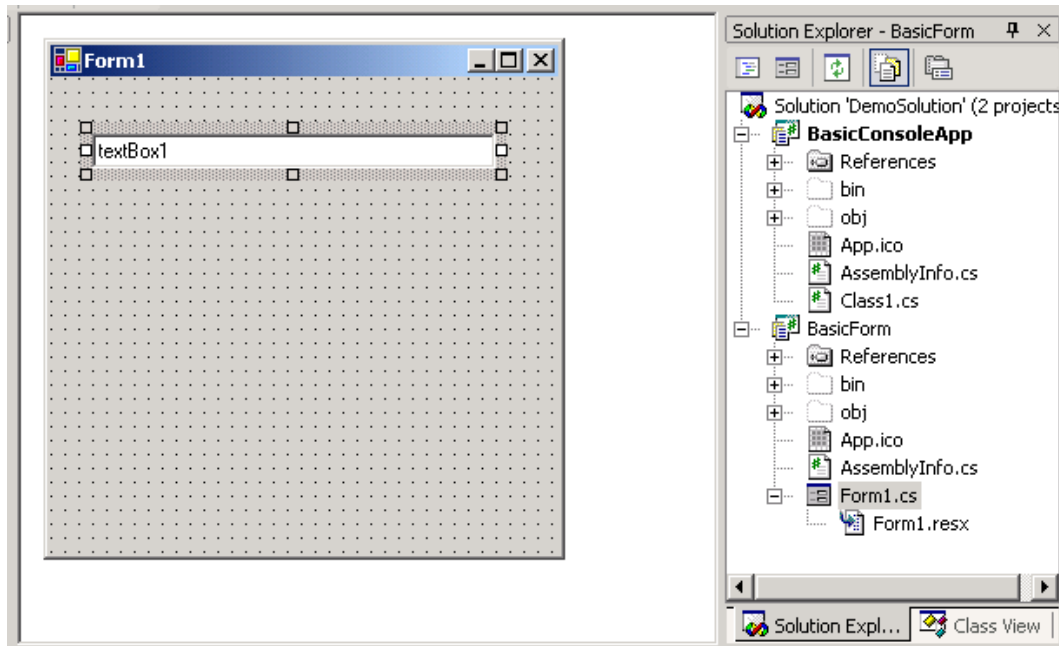 Form1
textBox1
Solution Explorer - BasicForm
Solution 'DemoSolution' (2 projects
BasicConsoleApp
References
bin
obj
App.ico
AssemblyInfo.cs
Class1.cs
BasicForm
References
bin
obj
App.ico
AssemblyInfo.cs
Form1.cs
Form1.resx
Solution Expl... Class View